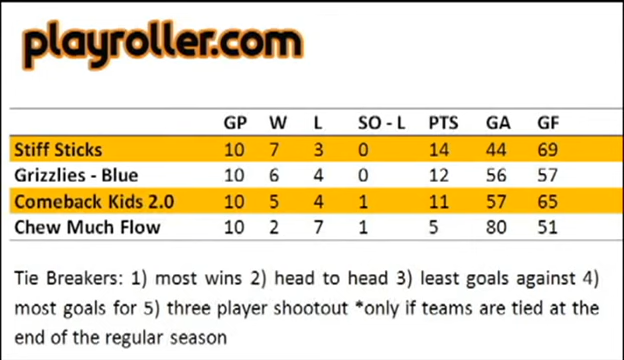 playroller.com
GP W L SO - L PTS GA GF
Stiff Sticks 10 7 3 0 14 44 69
Grizzlies - Blue 10 6 4 0 12 56 57
Comeback Kids 2.0 10 5 4 1 11 57 65
Chew Much Flow 10 2 7 1 5 80 51
Tie Breakers: 1) most wins 2) head to head 3) least goals against 4)
most goals for 5) three player shootout *only if teams are tied at the
end of the regular season